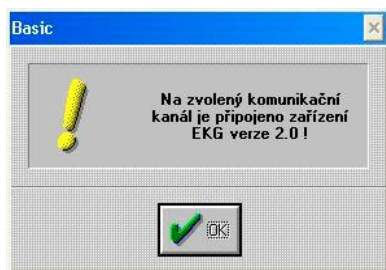 Basic
Na zvolený komunikační
kanál je připojeno zařízení
EKG verze 2.0 !
OK